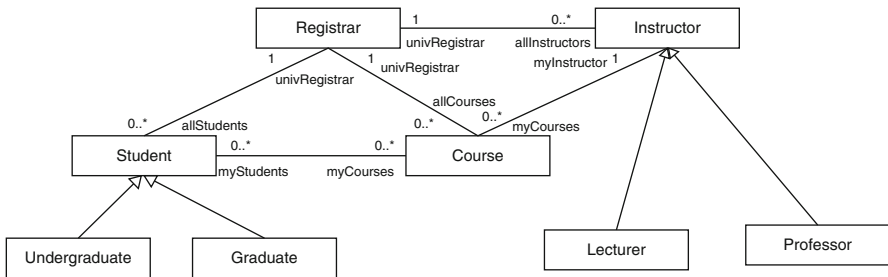 Registrar
1
0..*
Instructor
univRegistrar
allInstructors
1
1
univRegistrar
myInstructor
1
univRegistrar
allCourses
0..*
0..*
0..*
allStudents
myCourses
Student
0..*
0..*
Course
myStudents
myCourses
Undergraduate
Graduate
Lecturer
Professor